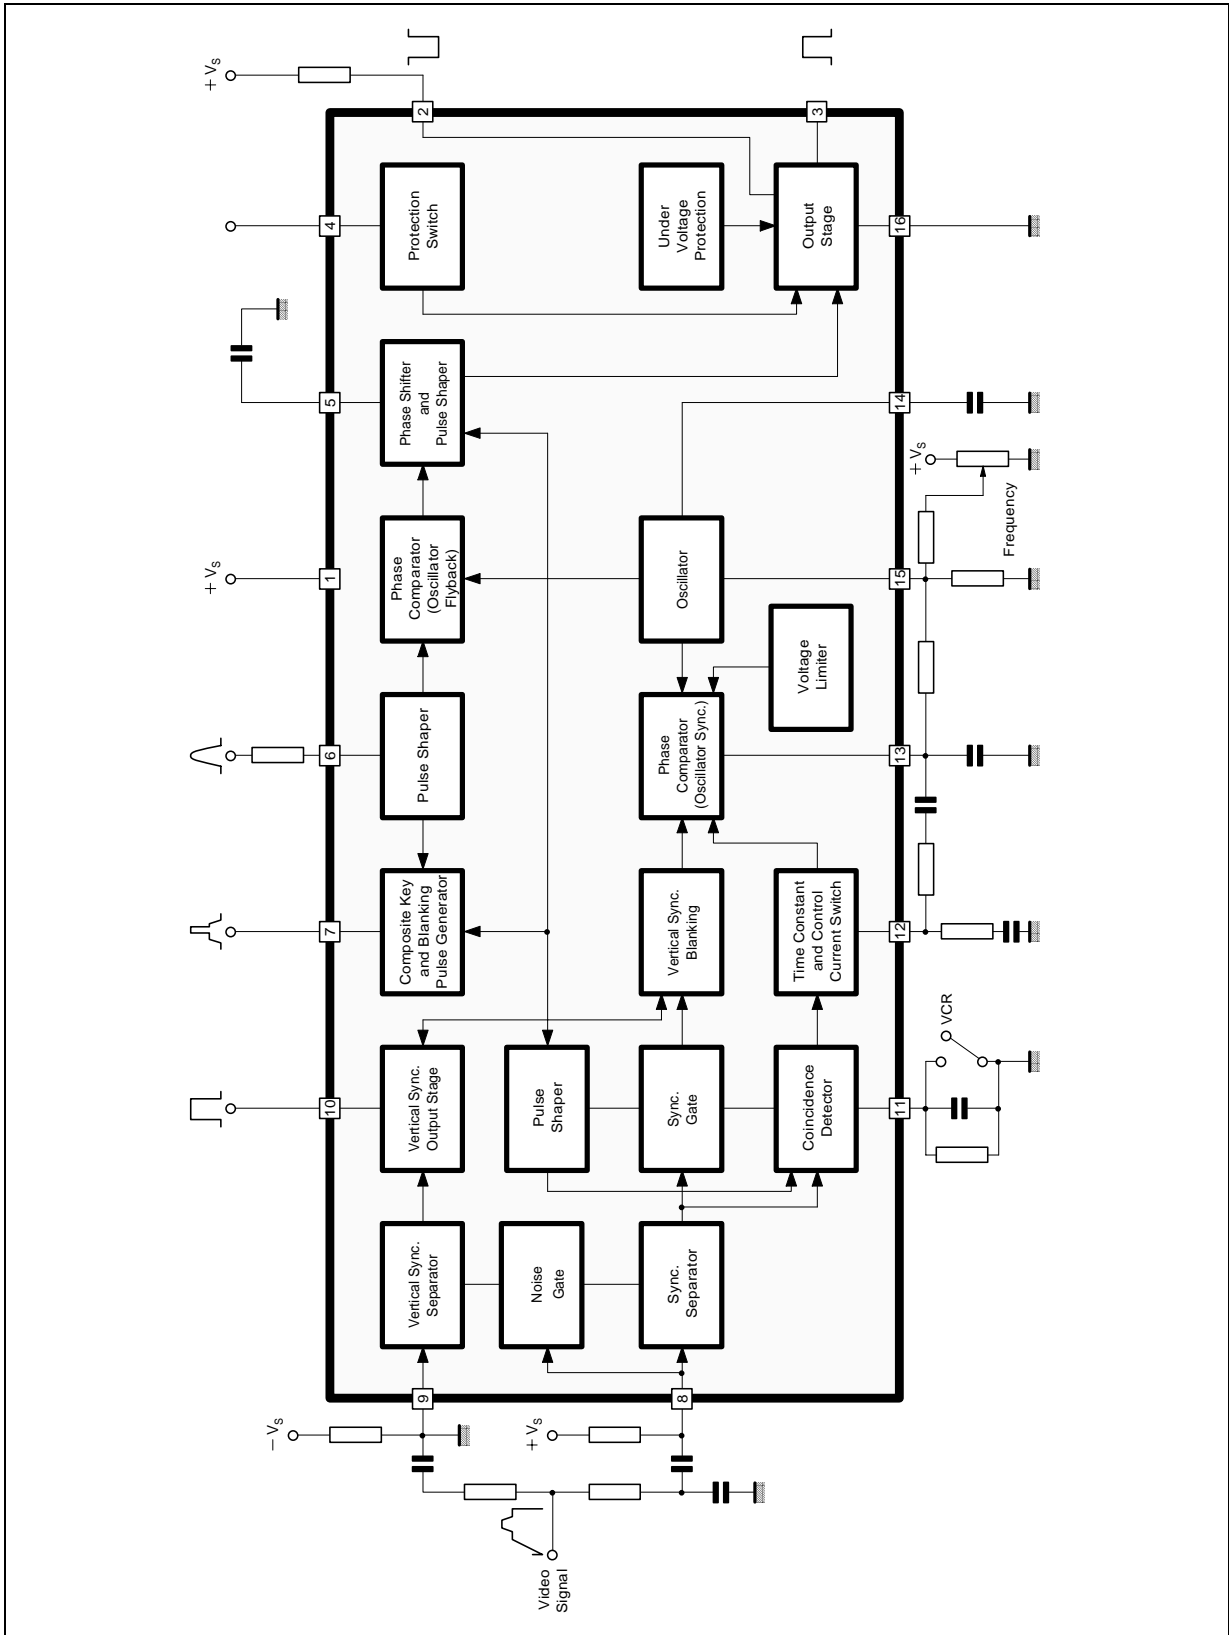 + VS
+ VS
10
7
6
1
5
4
− VS
9
Vertical Sync.
Separator
Vertical Sync.
Output Stage
Composite Key
and Blanking
Pulse Generator
Pulse Shaper
Phase
Comparator
(Oscillator
Flyback)
Phase Shifter
and
Pulse Shaper
Protection
Switch
2
Video
Signal
Noise
Gate
Pulse
Shaper
+ VS
8
Sync.
Separator
Sync.
Gate
Vertical Sync.
Blanking
Phase
Comparator
(Oscillator Sync.)
Oscillator
Under
Voltage
Protection
Coincidence
Detector
Time Constant
and Control
Current Switch
Voltage
Limiter
Output
Stage
3
11
12
13
15
14
16
VCR
+ VS
Frequency